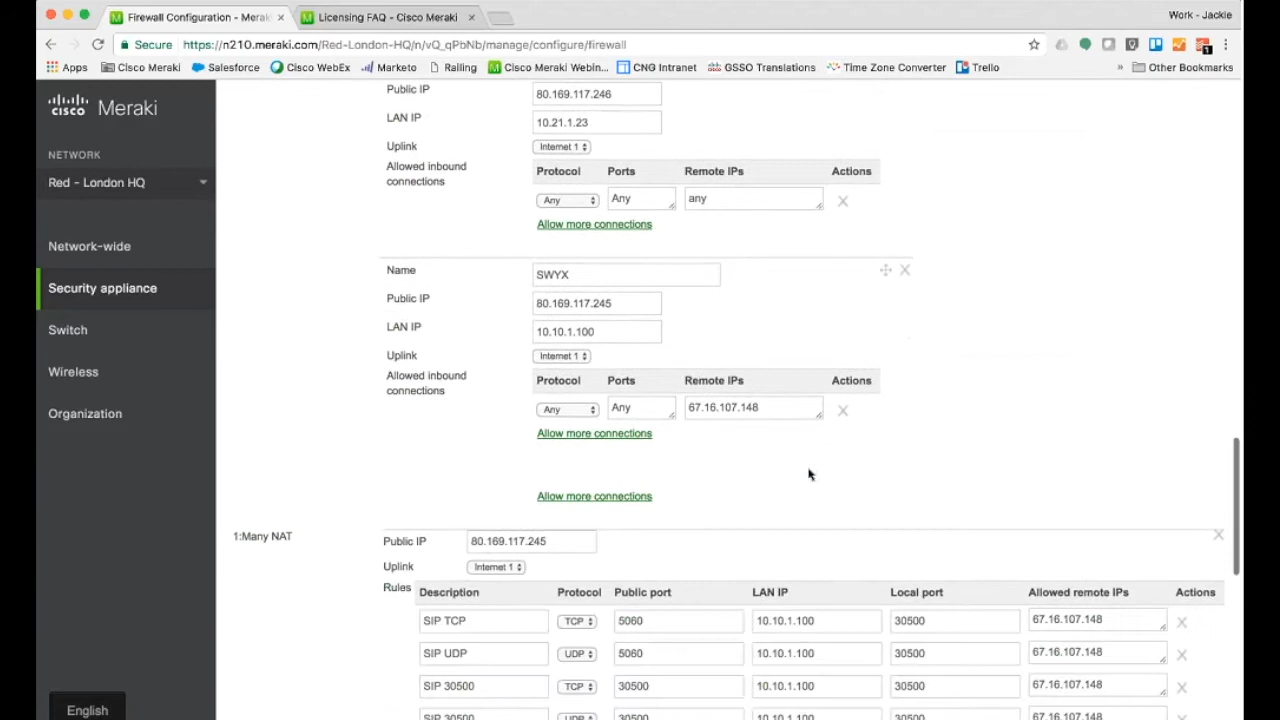 Firewall Configuration - Merak × Licensing FAQ - Cisco Meraki × Work - Jackie
Secure https://n210.meraki.com/Red-London-HQ/n/vQ_qPbNb/manage/configure/firewall
Apps Cisco Meraki Salesforce Cisco WebEx Marketo Railing Cisco Meraki Webin... CNG Intranet GSSO Translations Time Zone Converter Trello » Other Bookmarks
cisco Meraki
NETWORK
Red - London HQ
Network-wide
Security appliance
Switch
Wireless
Organization
English
Public IP 80.169.117.246
LAN IP 10.21.1.23
Uplink Internet 1
Allowed inbound
connections
Protocol Ports Remote IPs Actions
Any Any any
Allow more connections
Name SWYX
Public IP 80.169.117.245
LAN IP 10.10.1.100
Uplink Internet 1
Allowed inbound
connections
Protocol Ports Remote IPs Actions
Any Any 67.16.107.148
Allow more connections
Allow more connections
1:Many NAT
Public IP 80.169.117.245
Uplink Internet 1
Rules Description Protocol Public port LAN IP Local port Allowed remote IPs Actions
SIP TCP TCP 5060 10.10.1.100 30500 67.16.107.148
SIP UDP UDP 5060 10.10.1.100 30500 67.16.107.148
SIP 30500 TCP 30500 10.10.1.100 30500 67.16.107.148
SIP 30500 UDP 30500 10.10.1.100 30500 67.16.107.148